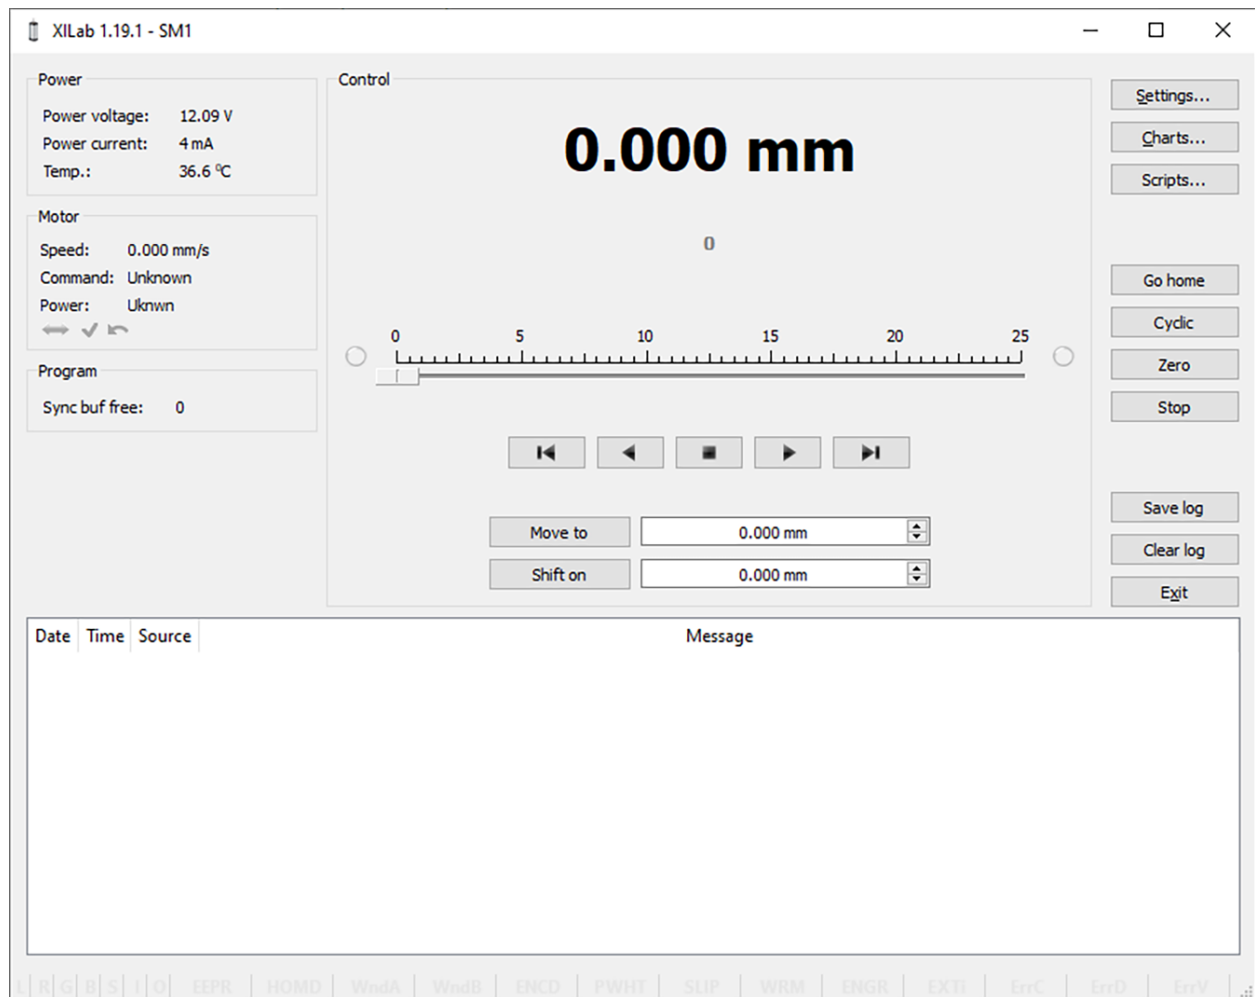 XILab 1.19.1 - SM1
Power
Power voltage: 12.09 V
Power current: 4 mA
Temp.: 36.6 ⁰C
Motor
Speed: 0.000 mm/s
Command: Unknown
Power: Uknwn
Program
Sync buf free: 0
Control
0.000 mm
0
0 5 10 15 20 25
Move to 0.000 mm
Shift on 0.000 mm
Settings...
Charts...
Scripts...
Go home
Cyclic
Zero
Stop
Save log
Clear log
Exit
Date Time Source Message
L R G B S I O EEPR HOMD WndA WndB ENCD PWHT SLIP WRM ENGR EXTI ErrC ErrD ErrV